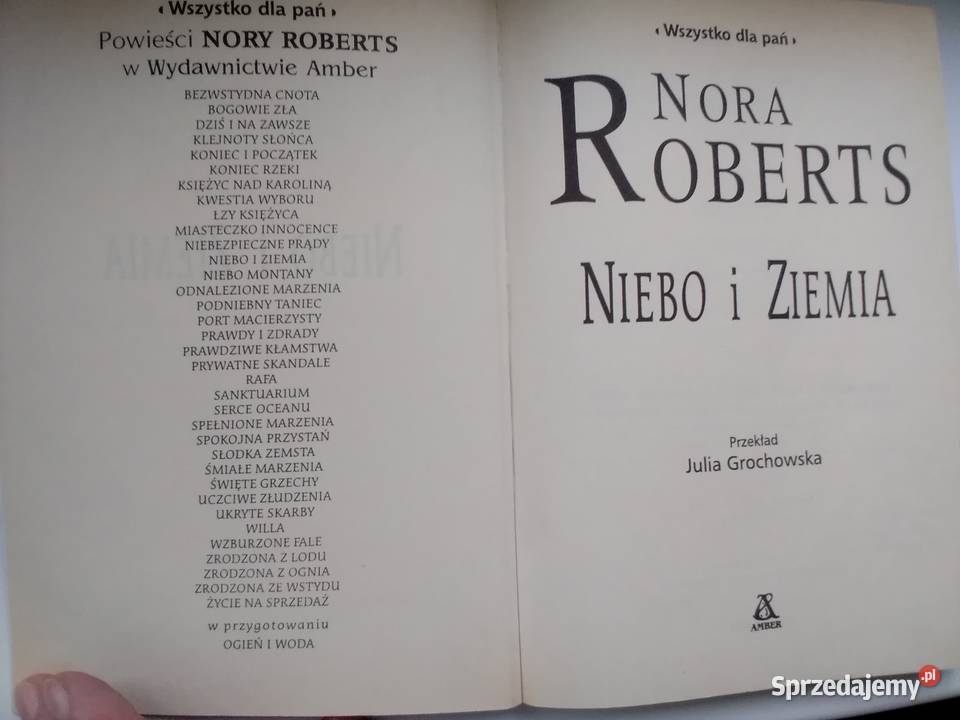 ‹ Wszystko dla pań ›
Powieści NORY ROBERTS
w Wydawnictwie Amber
BEZWSTYDNA CNOTA
BOGOWIE ZŁA
DZIŚ I NA ZAWSZE
KLEJNOTY SŁOŃCA
KONIEC I POCZĄTEK
KONIEC RZEKI
KSIĘŻYC NAD KAROLINĄ
KWESTIA WYBORU
ŁZY KSIĘŻYCA
MIASTECZKO INNOCENCE
NIEBEZPIECZNE PRĄDY
NIEBO I ZIEMIA
NIEBO MONTANY
ODNALEZIONE MARZENIA
PODNIEBNY TANIEC
PORT MACIERZYSTY
PRAWDY I ZDRADY
PRAWDZIWE KŁAMSTWA
PRYWATNE SKANDALE
RAFA
SANKTUARIUM
SERCE OCEANU
SPEŁNIONE MARZENIA
SPOKOJNA PRZYSTAŃ
SŁODKA ZEMSTA
ŚMIAŁE MARZENIA
ŚWIĘTE GRZECHY
UCZCIWE ZŁUDZENIA
UKRYTE SKARBY
WILLA
WZBURZONE FALE
ZRODZONA Z LODU
ZRODZONA Z OGNIA
ZRODZONA ZE WSTYDU
ŻYCIE NA SPRZEDAŻ
w przygotowaniu
OGIEŃ I WODA
‹ Wszystko dla pań ›
NORA
ROBERTS
NIEBO i ZIEMIA
Przekład
Julia Grochowska
AMBER
Sprzedajemy.pl